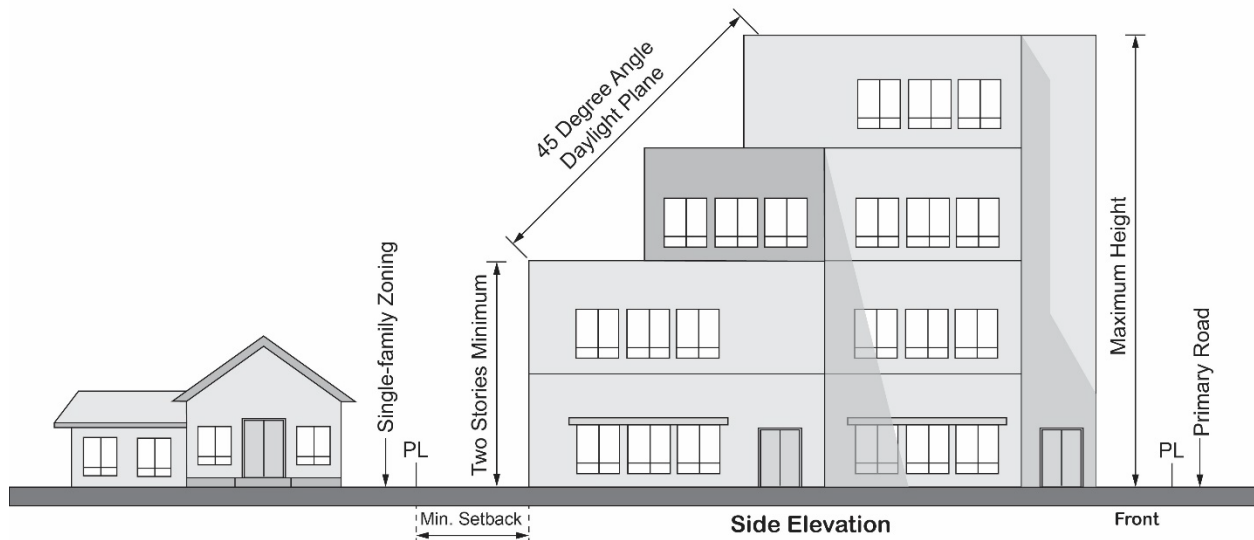 45 Degree Angle
Daylight Plane
Single-family Zoning
PL
Two Stories Minimum
Maximum Height
PL
Primary Road
Min. Setback
Side Elevation
Front